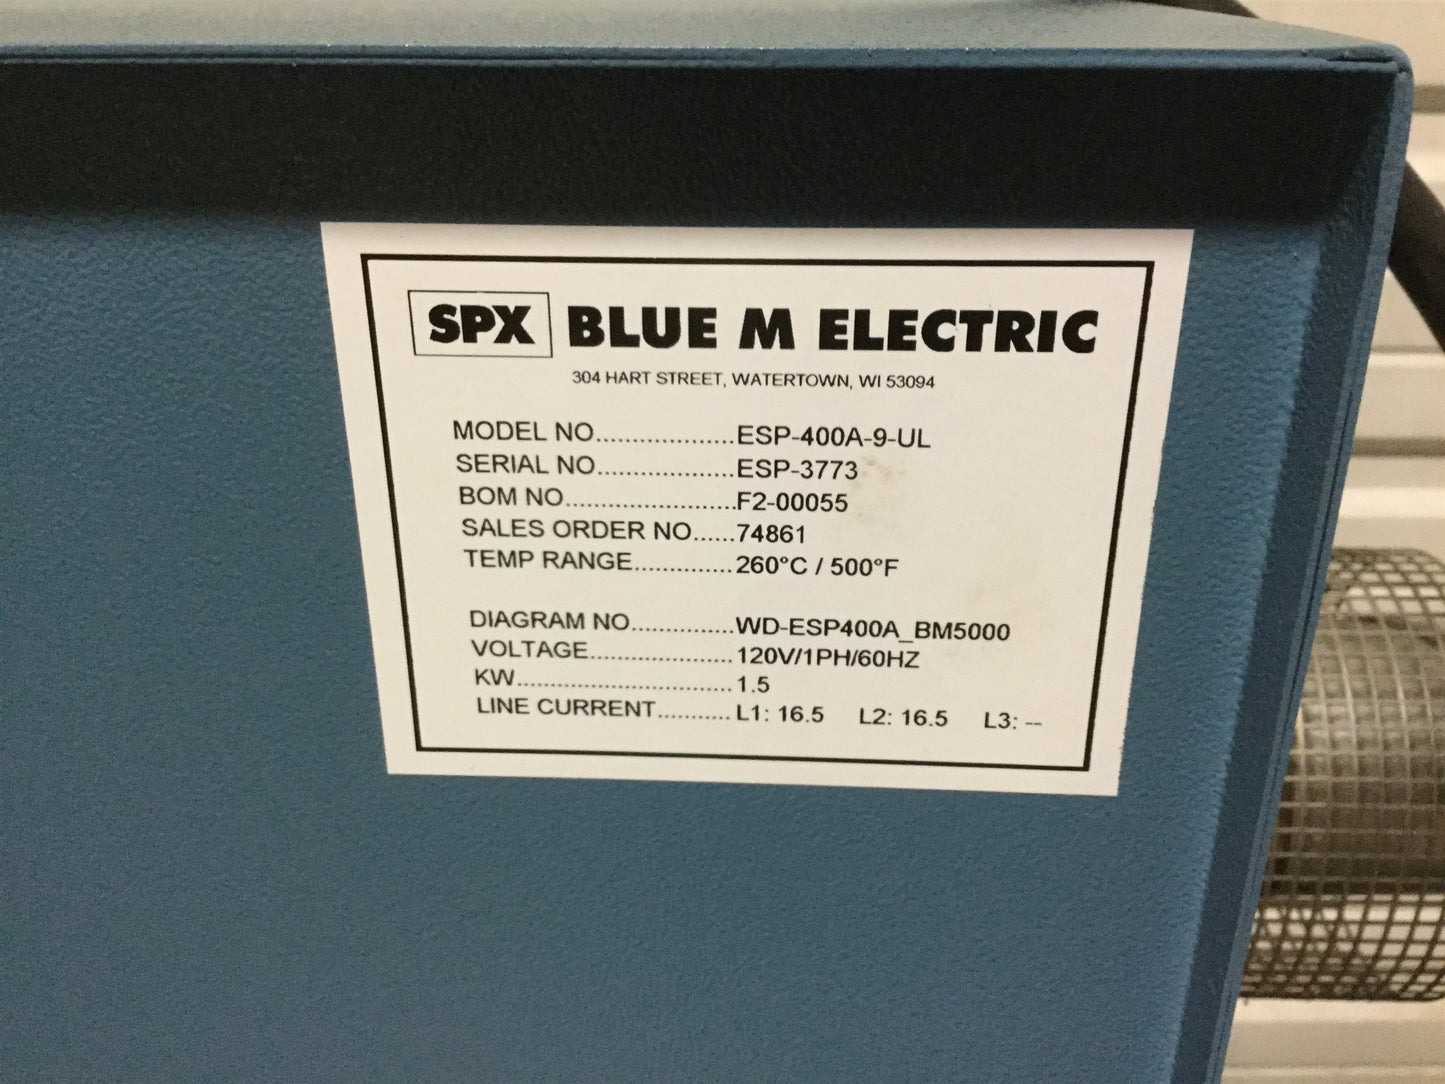 SPX BLUE M ELECTRIC
304 HART STREET, WATERTOWN, WI 53094
MODEL NO..................ESP-400A-9-UL
SERIAL NO..................ESP-3773
BOM NO.......................F2-00055
SALES ORDER NO......74861
TEMP RANGE.............260°C / 500°F
DIAGRAM NO..............WD-ESP400A_BM5000
VOLTAGE....................120V/1PH/60HZ
KW...............................1.5
LINE CURRENT...........L1: 16.5 L2: 16.5 L3: --